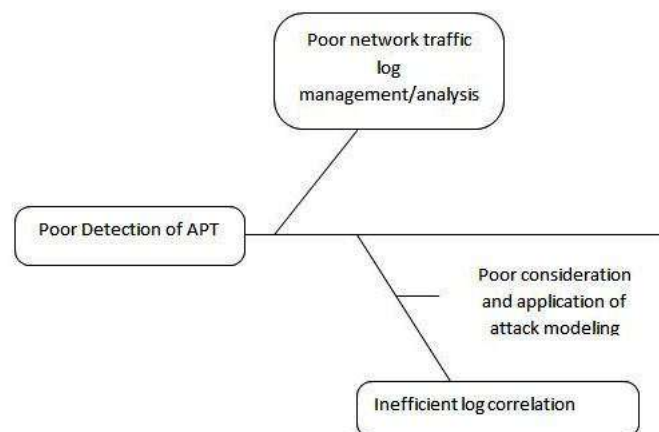 Poor network traffic
log
management/analysis
Poor Detection of APT
Poor consideration
and application of
attack modeling
Inefficient log correlation